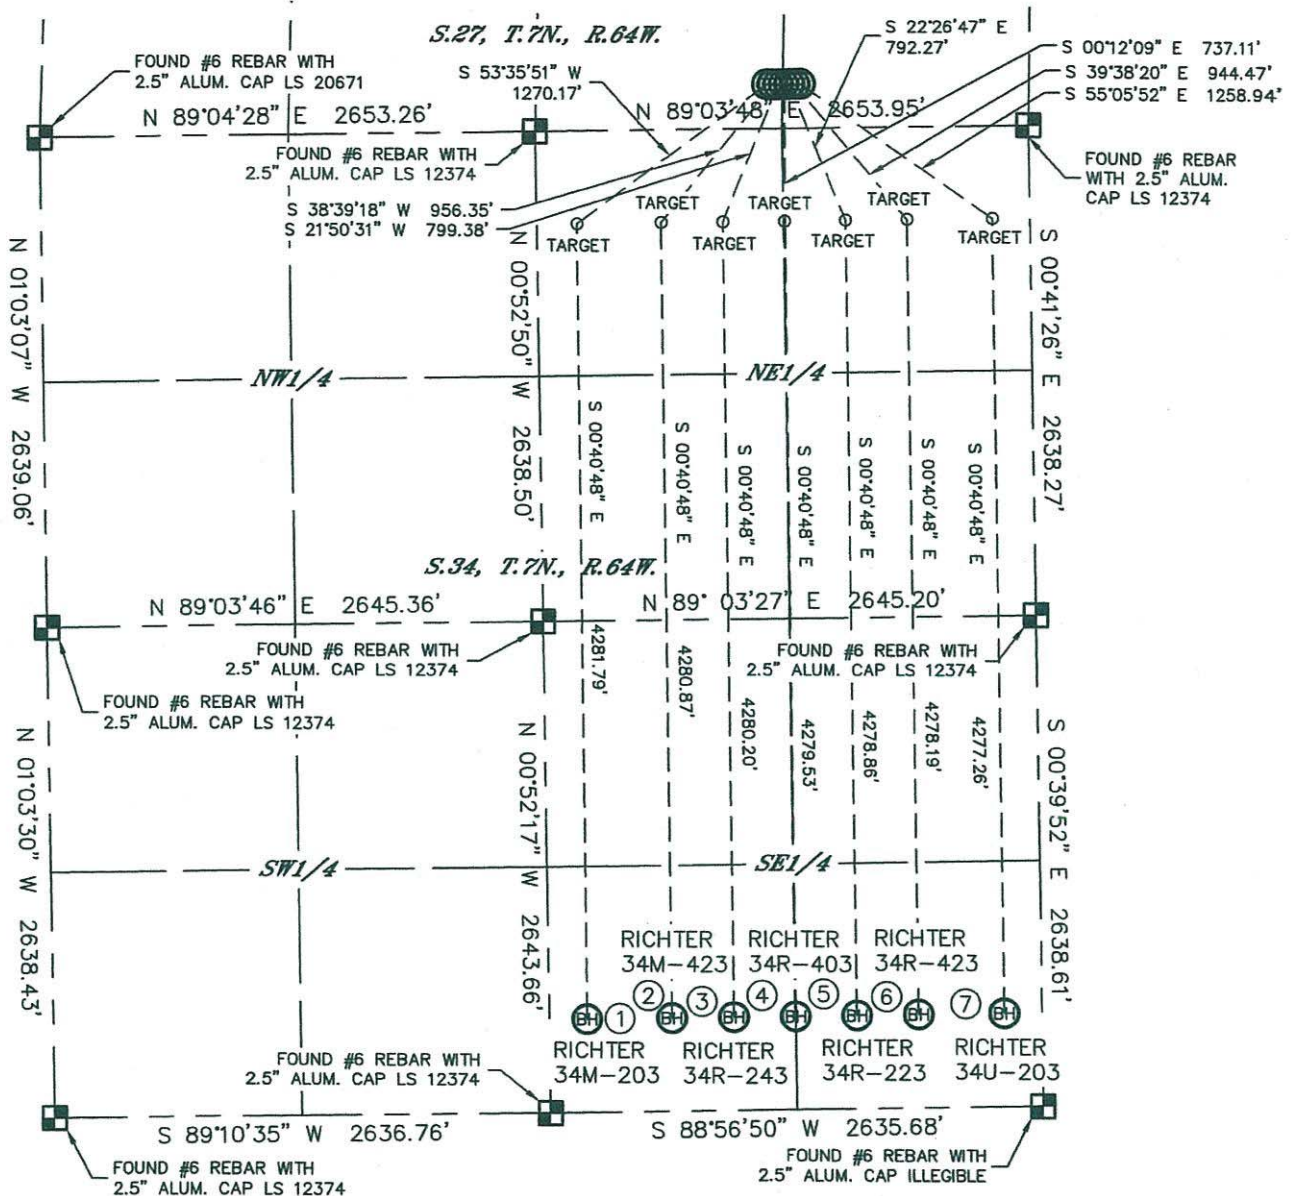 S.27, T.7N., R.64W.
FOUND #6 REBAR WITH
2.5" ALUM. CAP LS 20671
S 53°35'51" W
1270.17'
S 22°26'47" E
792.27'
S 00°12'09" E 737.11'
S 39°38'20" E 944.47'
S 55°05'52" E 1258.94'
N 89°04'28" E 2653.26'
N 89°03'48" E 2653.95'
FOUND #6 REBAR WITH
2.5" ALUM. CAP LS 12374
FOUND #6 REBAR
WITH 2.5" ALUM.
CAP LS 12374
S 38°39'18" W 956.35'
S 21°50'31" W 799.38'
TARGET
TARGET
TARGET
TARGET
TARGET
TARGET
TARGET
N 01°03'07" W 2639.06'
N 00°52'50" W 2638.50'
S 00°41'26" E 2638.27'
NW1/4
NE1/4
S 00°40'48" E
S 00°40'48" E
S 00°40'48" E
S 00°40'48" E
S 00°40'48" E
S 00°40'48" E
S 00°40'48" E
S.34, T.7N., R.64W.
N 89°03'46" E 2645.36'
N 89° 03'27" E 2645.20'
FOUND #6 REBAR WITH
2.5" ALUM. CAP LS 12374
FOUND #6 REBAR WITH
2.5" ALUM. CAP LS 12374
FOUND #6 REBAR WITH
2.5" ALUM. CAP LS 12374
4281.79'
4280.87'
4280.20'
4279.53'
4278.86'
4278.19'
4277.26'
N 01°03'30" W 2638.43'
N 00°52'17" W 2643.66'
S 00°39'52" E 2638.61'
SW1/4
SE1/4
RICHTER
34M-423
RICHTER
34R-403
RICHTER
34R-423
BH 1
2 BH
3 BH
4 BH
5 BH
6 BH
7 BH
RICHTER
34M-203
RICHTER
34R-243
RICHTER
34R-223
RICHTER
34U-203
FOUND #6 REBAR WITH
2.5" ALUM. CAP LS 12374
S 89°10'35" W 2636.76'
S 88°56'50" W 2635.68'
FOUND #6 REBAR WITH
2.5" ALUM. CAP LS 12374
FOUND #6 REBAR WITH
2.5" ALUM. CAP ILLEGIBLE